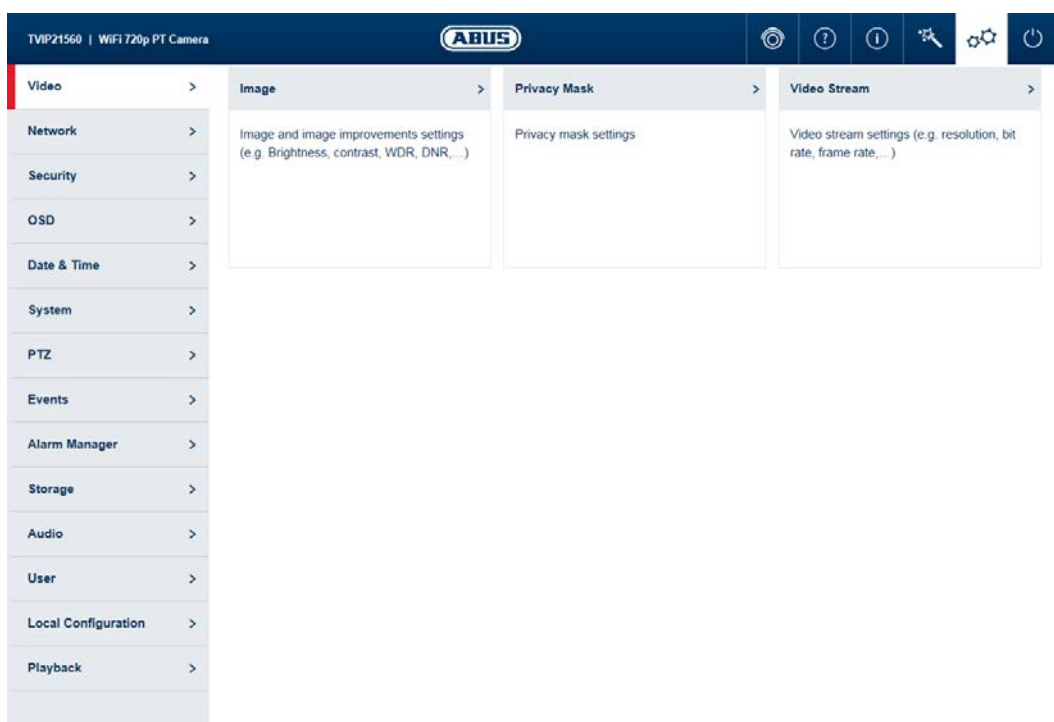 TVIP21560 | WiFi 720p PT Camera
ABUS
Video
Network
Security
OSD
Date & Time
System
PTZ
Events
Alarm Manager
Storage
Audio
User
Local Configuration
Playback
Image
Image and image improvements settings
(e.g. Brightness, contrast, WDR, DNR,...)
Privacy Mask
Privacy mask settings
Video Stream
Video stream settings (e.g. resolution, bit
rate, frame rate,...)